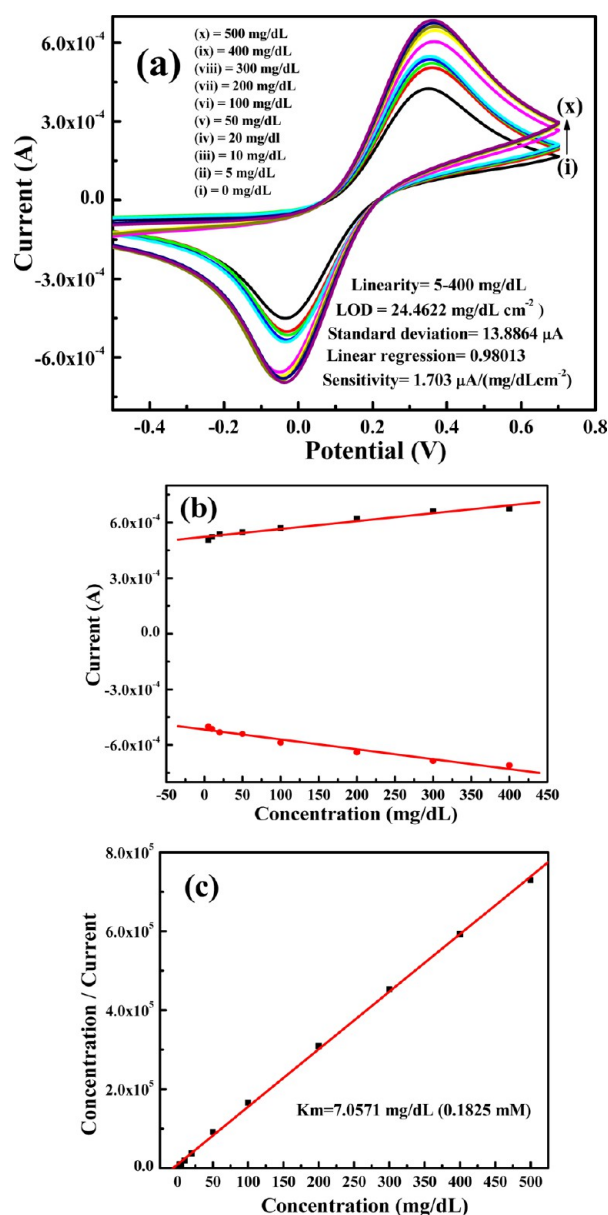 (a)
(x) = 500 mg/dL
(ix) = 400 mg/dL
(viii) = 300 mg/dL
(vii) = 200 mg/dL
(vi) = 100 mg/dL
(v) = 50 mg/dL
(iv) = 20 mg/dl
(iii) = 10 mg/dL
(ii) = 5 mg/dL
(i) = 0 mg/dL
(x)
(i)
6.0x10⁻⁴
3.0x10⁻⁴
0.0
-3.0x10⁻⁴
-6.0x10⁻⁴
Current (A)
Linearity= 5-400 mg/dL
LOD = 24.4622 mg/dL cm⁻² )
Standard deviation= 13.8864 µA
Linear regression= 0.98013
Sensitivity= 1.703 µA/(mg/dLcm⁻²)
-0.4 -0.2 0.0 0.2 0.4 0.6 0.8
Potential (V)
(b)
6.0x10⁻⁴
3.0x10⁻⁴
0.0
-3.0x10⁻⁴
-6.0x10⁻⁴
Current (A)
-50 0 50 100 150 200 250 300 350 400 450
Concentration (mg/dL)
(c)
8.0x10⁵
6.0x10⁵
4.0x10⁵
2.0x10⁵
0.0
Concentration / Current
Km=7.0571 mg/dL (0.1825 mM)
0 50 100 150 200 250 300 350 400 450 500
Concentration (mg/dL)